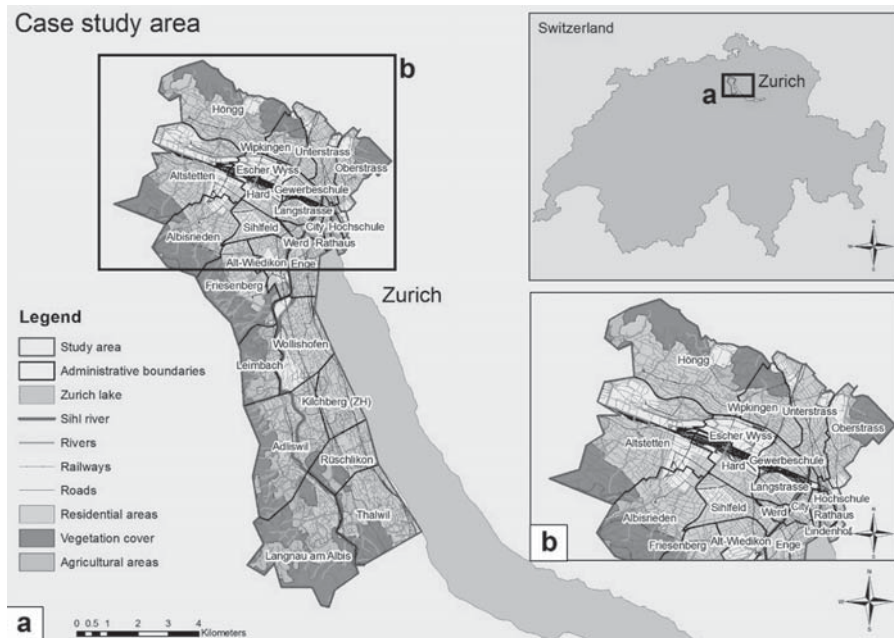 Case study area
b
Höngg
Wipkingen
Unterstrass
Oberstrass
Altstetten
Escher Wyss
Hard
Gewerbeschule
Langstrasse
Albisrieden
Sihlfeld
City
Hochschule
Werd
Rathaus
Alt-Wiedikon
Enge
Friesenberg
Zurich
Wollishofen
Leimbach
Kilchberg (ZH)
Adliswil
Rüschlikon
Thalwil
Langnau am Albis
Legend
Study area
Administrative boundaries
Zurich lake
Sihl river
Rivers
Railways
Roads
Residential areas
Vegetation cover
Agricultural areas
a
0 0.5 1 2 3 4
Kilometers
Switzerland
a
Zurich
Höngg
Wipkingen
Unterstrass
Oberstrass
Altstetten
Escher Wyss
Hard
Gewerbeschule
Langstrasse
Hochschule
Albisrieden
Sihlfeld
Werd
City
Rathaus
Lindenhof
Friesenberg
Alt-Wiedikon
Enge
b